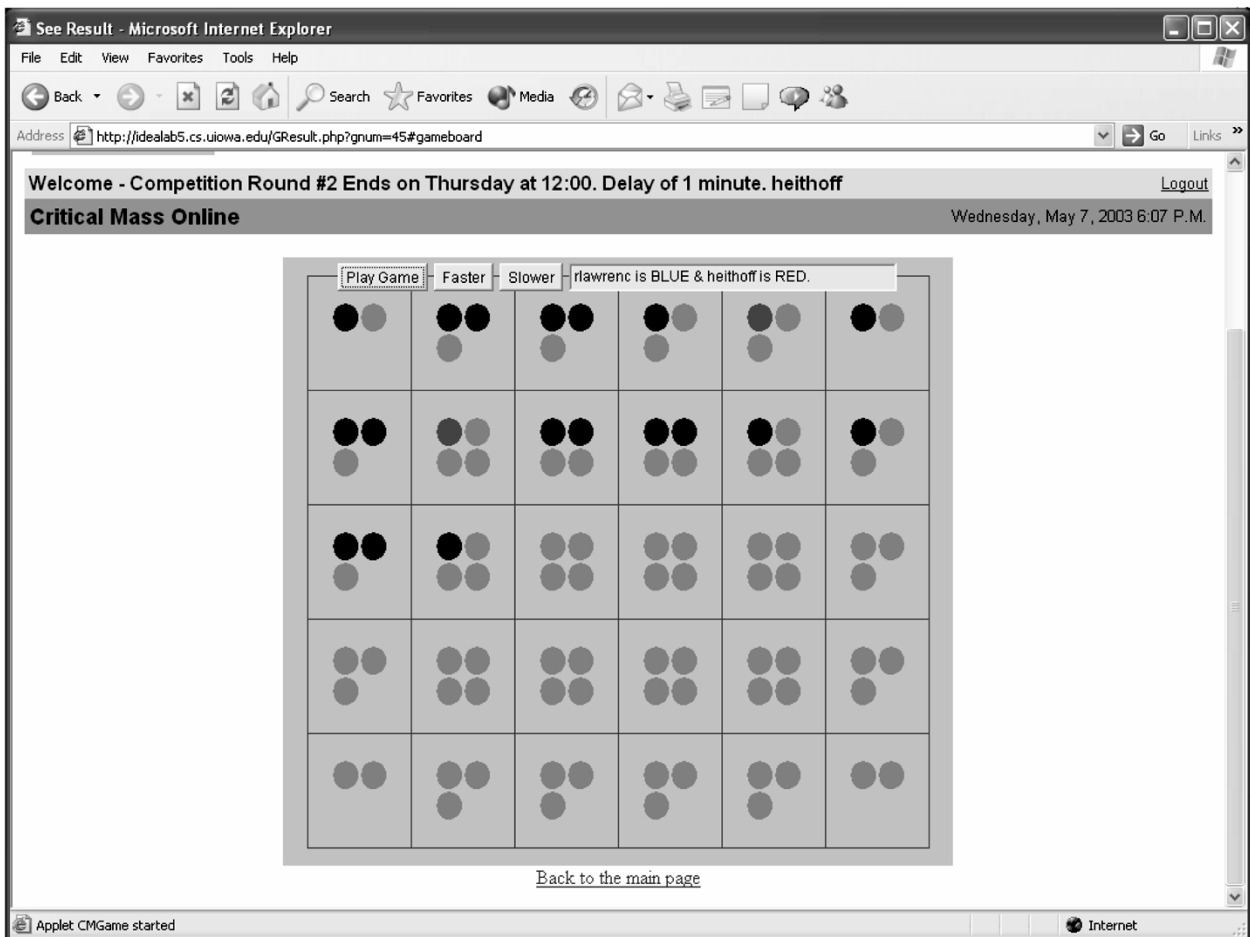 See Result - Microsoft Internet Explorer
File Edit View Favorites Tools Help
Back Search Favorites Media
Address http://idealab5.cs.uiowa.edu/GResult.php?gnum=45#gameboard Go Links »
Welcome - Competition Round #2 Ends on Thursday at 12:00. Delay of 1 minute. heithoff Logout
Critical Mass Online Wednesday, May 7, 2003 6:07 P.M.
Play Game Faster Slower rlawrenc is BLUE & heithoff is RED.
Back to the main page
Applet CMGame started Internet